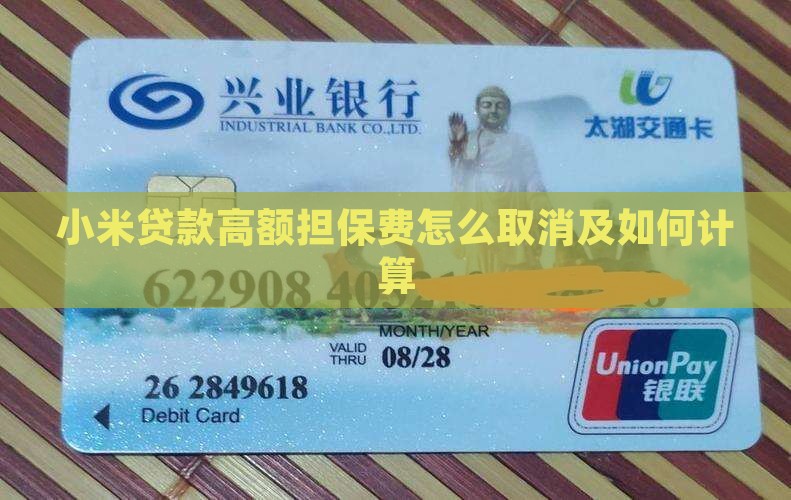 兴业银行
INDUSTRIAL BANK CO.,LTD.
太湖交通卡
小米贷款高额担保费怎么取消及如何计
算
622908
MONTH/YEAR
VALID
THRU 08/28
26 2849618
Debit Card
UnionPay
银联